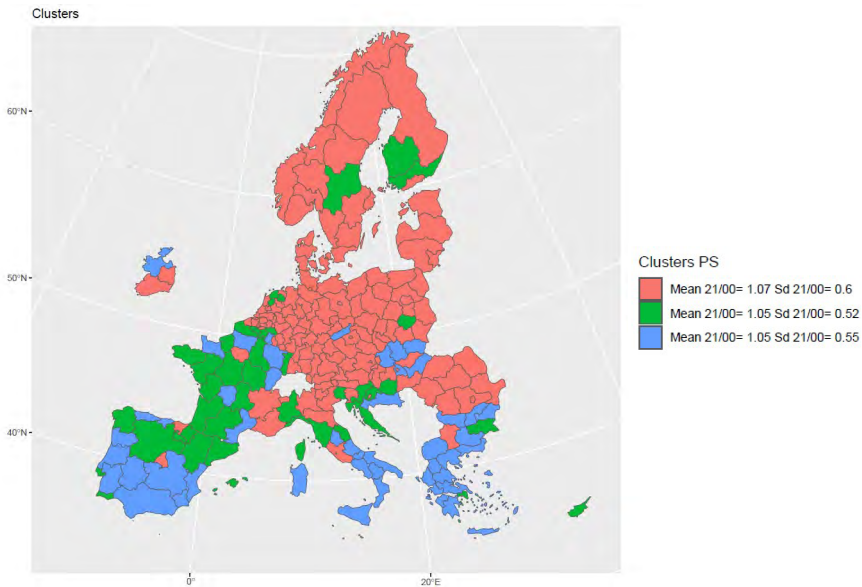 Clusters
60°N
50°N
40°N
0°
20°E
Clusters PS
Mean 21/00= 1.07 Sd 21/00= 0.6
Mean 21/00= 1.05 Sd 21/00= 0.52
Mean 21/00= 1.05 Sd 21/00= 0.55